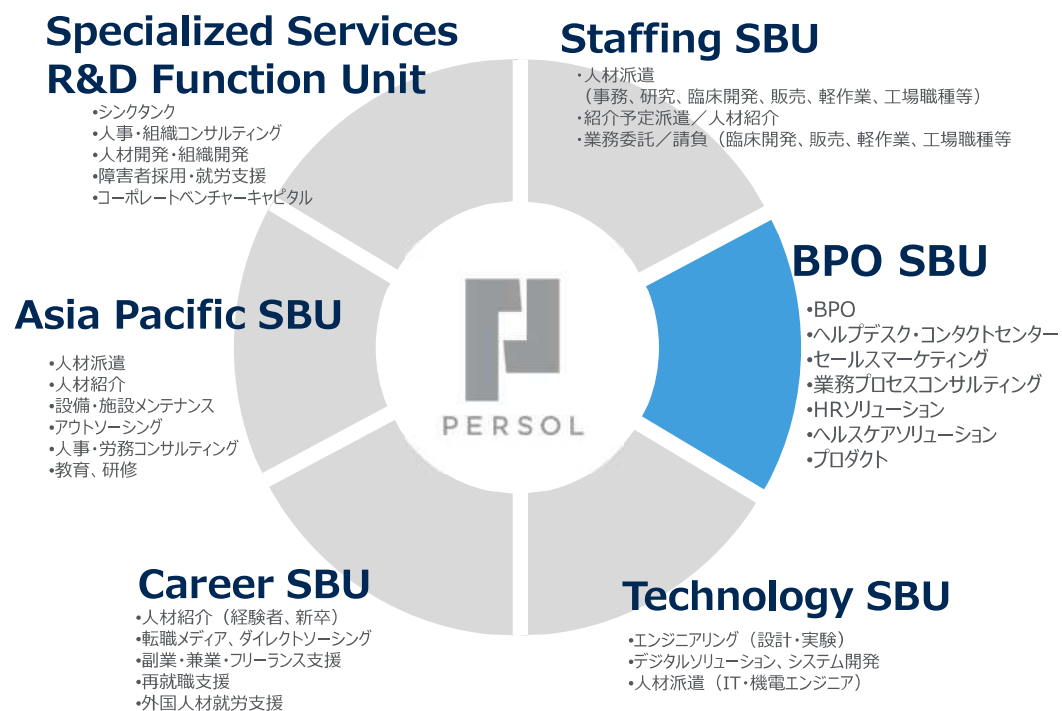 Specialized Services
R&D Function Unit
•シンクタンク
•人事・組織コンサルティング
•人材開発・組織開発
•障害者採用・就労支援
•コーポレートベンチャーキャピタル
Staffing SBU
・人材派遣
（事務、研究、臨床開発、販売、軽作業、工場職種等）
・紹介予定派遣／人材紹介
・業務委託／請負（臨床開発、販売、軽作業、工場職種等
BPO SBU
•BPO
•ヘルプデスク・コンタクトセンター
•セールスマーケティング
•業務プロセスコンサルティング
•HRソリューション
•ヘルスケアソリューション
•プロダクト
Asia Pacific SBU
•人材派遣
•人材紹介
•設備・施設メンテナンス
•アウトソーシング
•人事・労務コンサルティング
•教育、研修
PERSOL
Career SBU
•人材紹介（経験者、新卒）
•転職メディア、ダイレクトソーシング
•副業・兼業・フリーランス支援
•再就職支援
•外国人材就労支援
Technology SBU
•エンジニアリング（設計・実験）
•デジタルソリューション、システム開発
•人材派遣（IT・機電エンジニア）